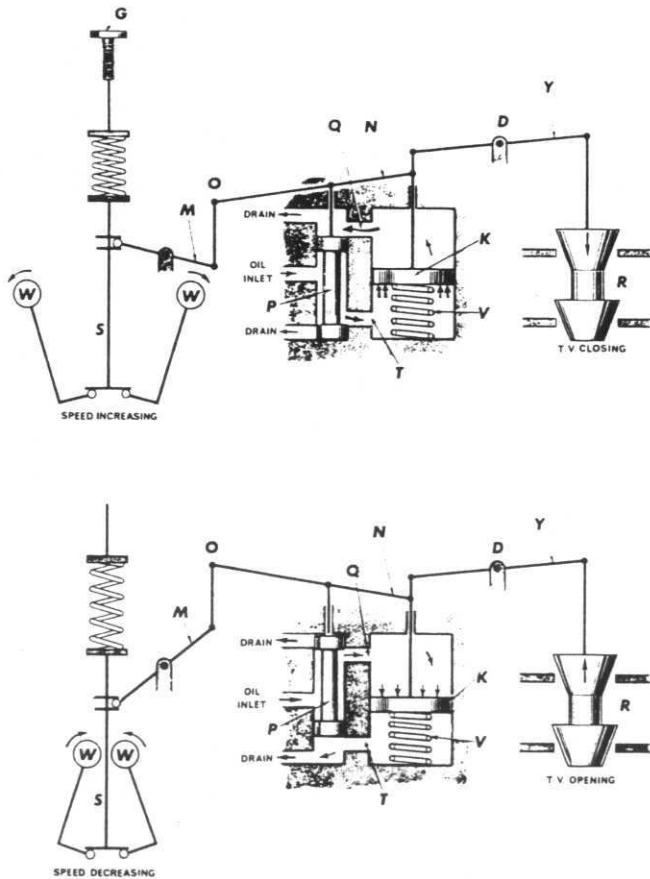 G
Y
Q N D
O
M
DRAIN
K
OIL INLET
W W
P
R
S
DRAIN
V
T
T.V. CLOSING
SPEED INCREASING
O
N D Y
Q
M
DRAIN
K
OIL INLET
R
P
W W
V
S
DRAIN
T
T.V. OPENING
SPEED DECREASING